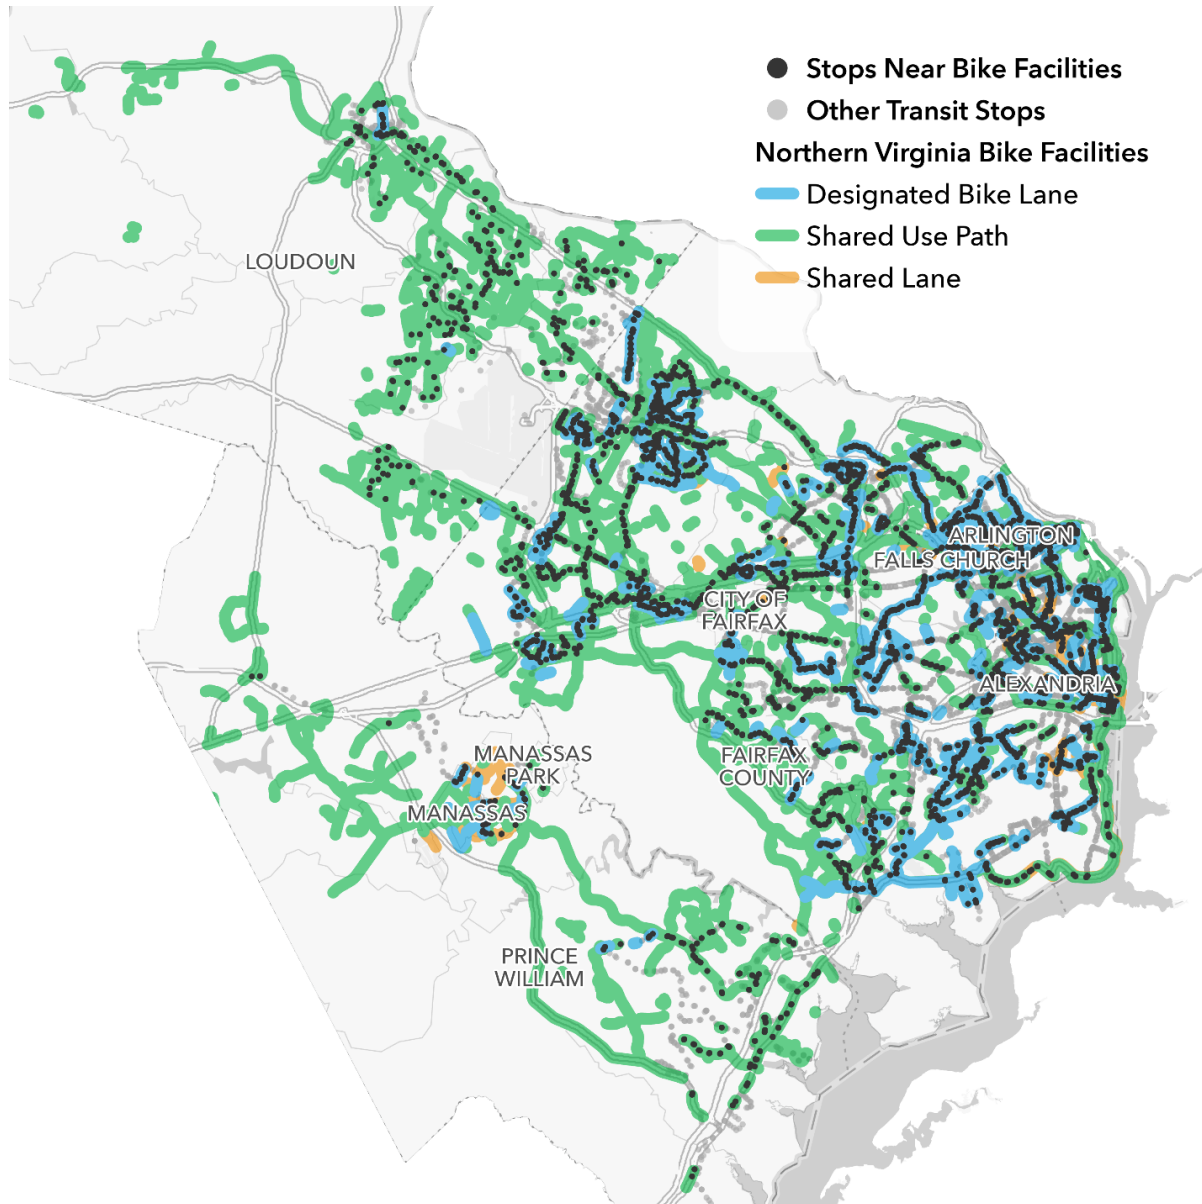 Stops Near Bike Facilities
Other Transit Stops
Northern Virginia Bike Facilities
Designated Bike Lane
Shared Use Path
Shared Lane
LOUDOUN
ARLINGTON
FALLS CHURCH
CITY OF
FAIRFAX
ALEXANDRIA
MANASSAS
PARK
FAIRFAX
COUNTY
MANASSAS
PRINCE
WILLIAM